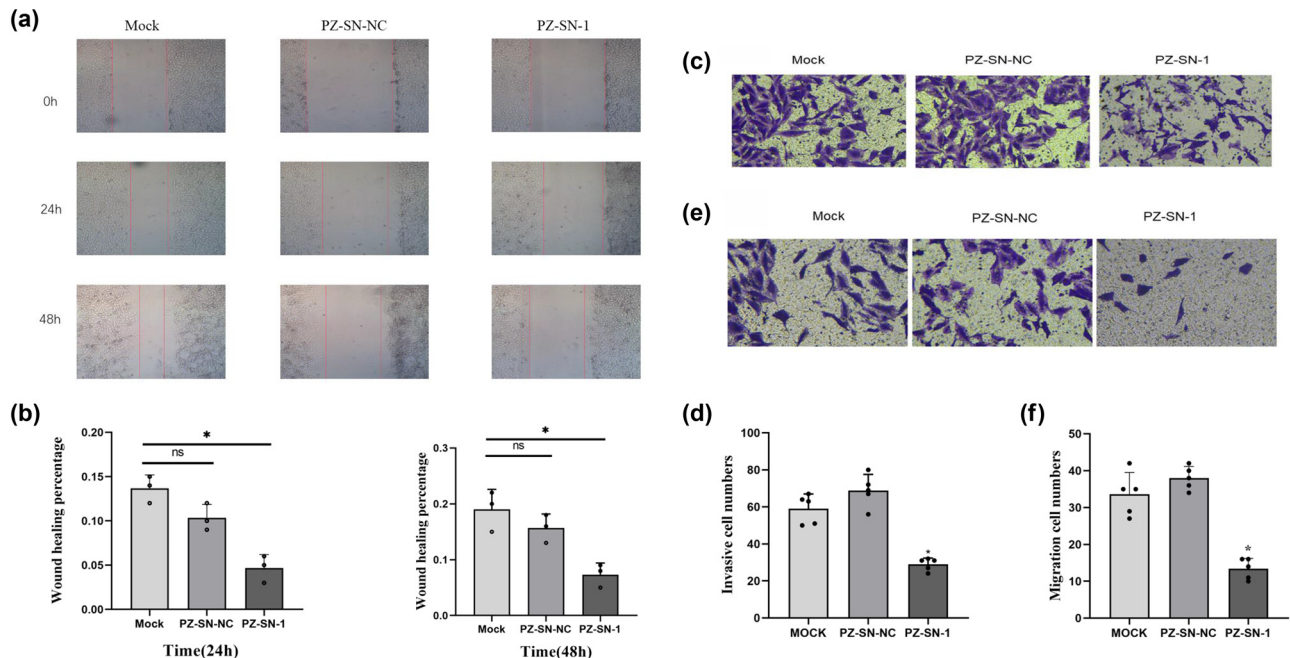 (a)
Mock PZ-SN-NC PZ-SN-1
0h
24h
48h
(b)
Wound healing percentage
0.20
0.15
0.10
0.05
0.00
*
ns
Mock PZ-SN-NC PZ-SN-1
Time(24h)
Wound healing percentage
0.3
0.2
0.1
0.0
*
ns
Mock PZ-SN-NC PZ-SN-1
Time(48h)
(c)
Mock PZ-SN-NC PZ-SN-1
(e)
Mock PZ-SN-NC PZ-SN-1
(d)
Invasive cell numbers
100
80
60
40
20
0
*
MOCK PZ-SN-NC PZ-SN-1
(f)
Migration cell numbers
50
40
30
20
10
0
*
MOCK PZ-SN-NC PZ-SN-1